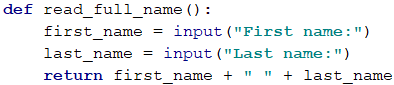 def read_full_name():
    first_name = input("First name:")
    last_name = input("Last name:")
    return first_name + " " + last_name